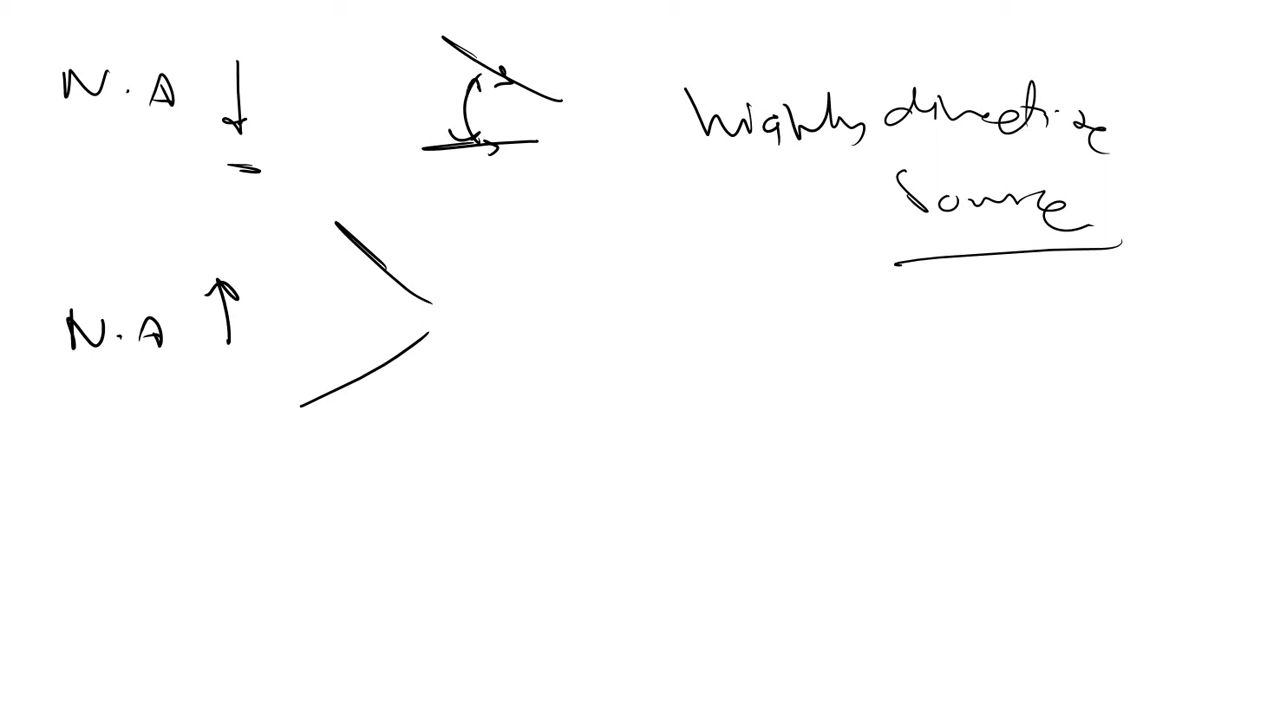 N.A ↓
highly directive
Source
N.A ↑